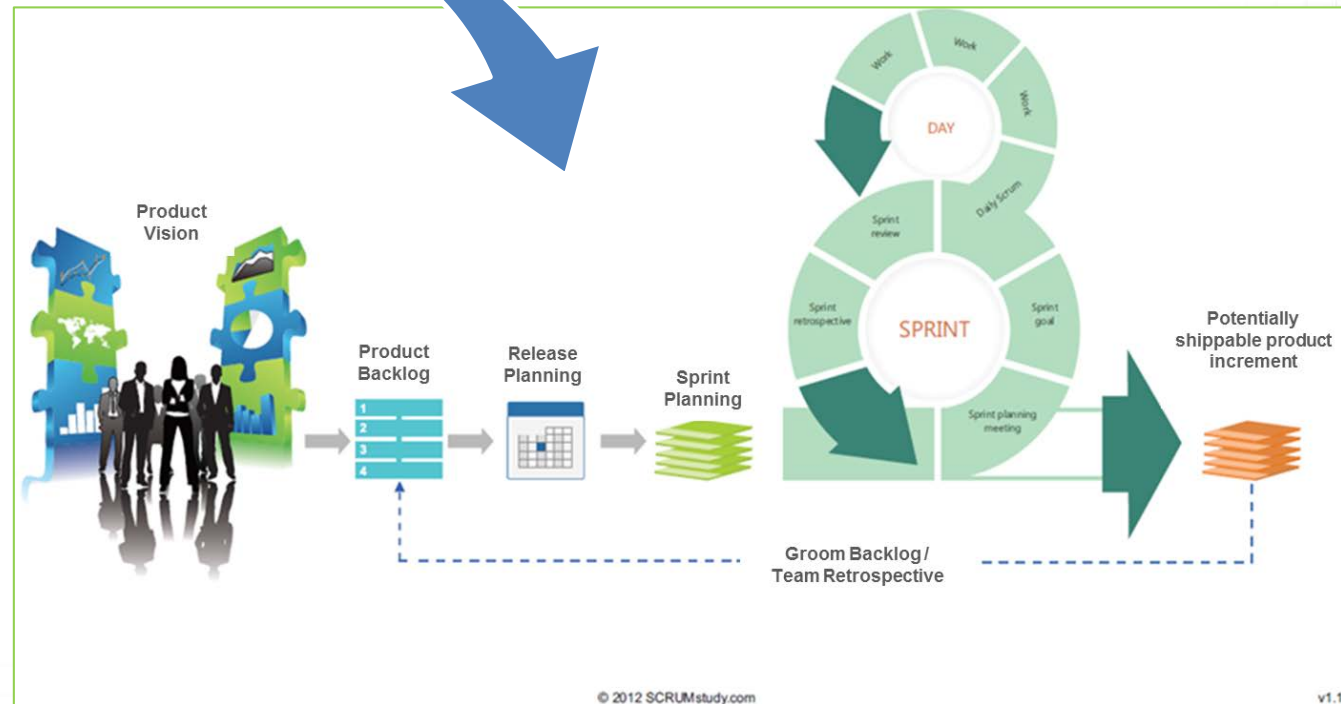 Product
Vision
Product
Backlog
1
2
3
4
Release
Planning
Sprint
Planning
Work
Work
Work
DAY
Daily Scrum
Sprint
review
Sprint
retrospective
SPRINT
Sprint
goal
Sprint planning
meeting
Potentially
shippable product
increment
Groom Backlog /
Team Retrospective
© 2012 SCRUMstudy.com
v1.1